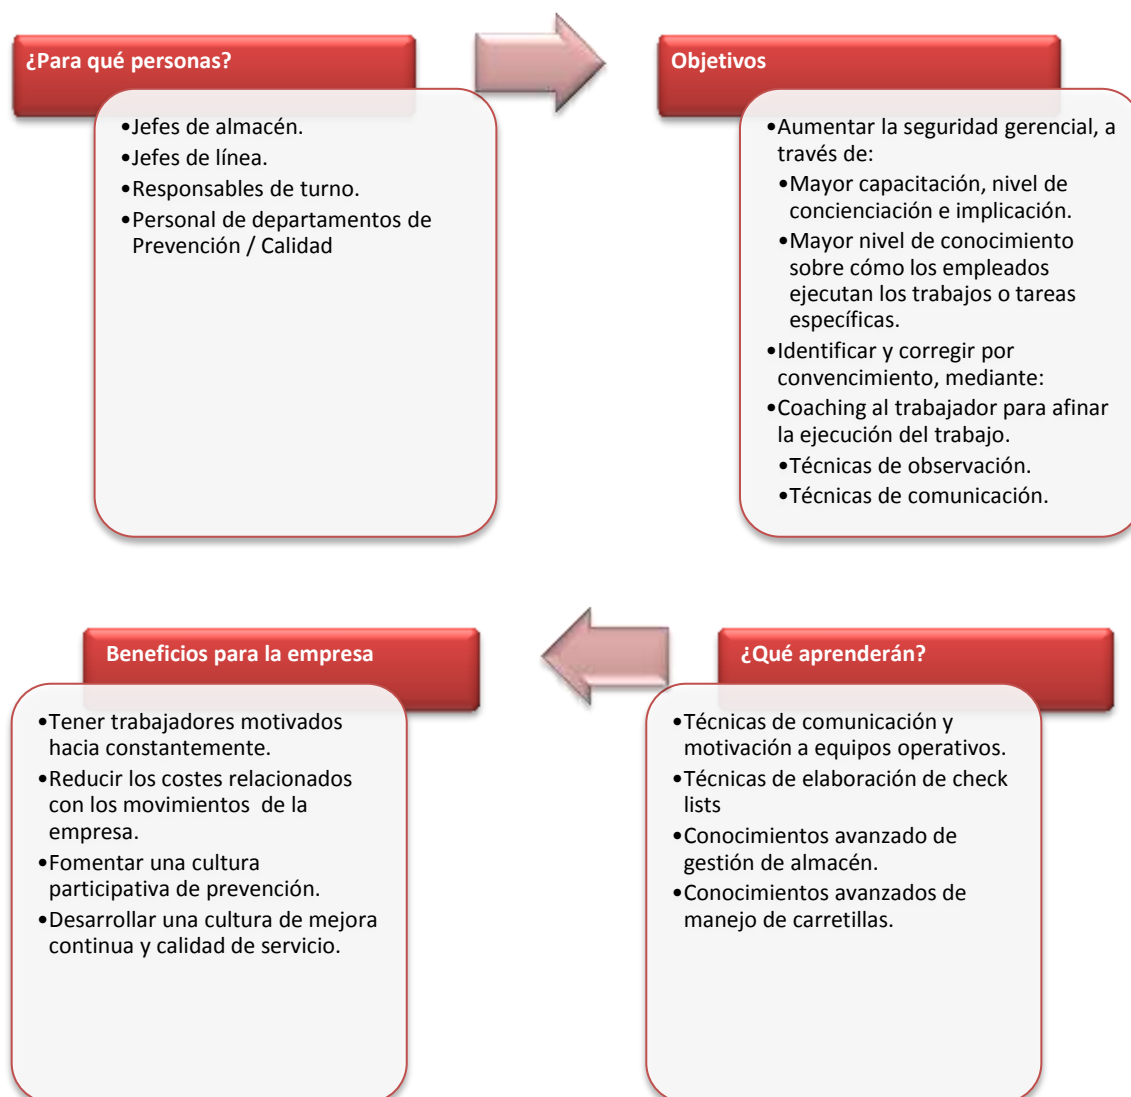 ¿Para qué personas?
•Jefes de almacén.
•Jefes de línea.
•Responsables de turno.
•Personal de departamentos de
Prevención / Calidad
Objetivos
•Aumentar la seguridad gerencial, a
través de:
•Mayor capacitación, nivel de
concienciación e implicación.
•Mayor nivel de conocimiento
sobre cómo los empleados
ejecutan los trabajos o tareas
específicas.
•Identificar y corregir por
convencimiento, mediante:
•Coaching al trabajador para afinar
la ejecución del trabajo.
•Técnicas de observación.
•Técnicas de comunicación.
Beneficios para la empresa
•Tener trabajadores motivados
hacia constantemente.
•Reducir los costes relacionados
con los movimientos  de la
empresa.
•Fomentar una cultura
participativa de prevención.
•Desarrollar una cultura de mejora
continua y calidad de servicio.
¿Qué aprenderán?
•Técnicas de comunicación y
motivación a equipos operativos.
•Técnicas de elaboración de check
lists
•Conocimientos avanzado de
gestión de almacén.
•Conocimientos avanzados de
manejo de carretillas.